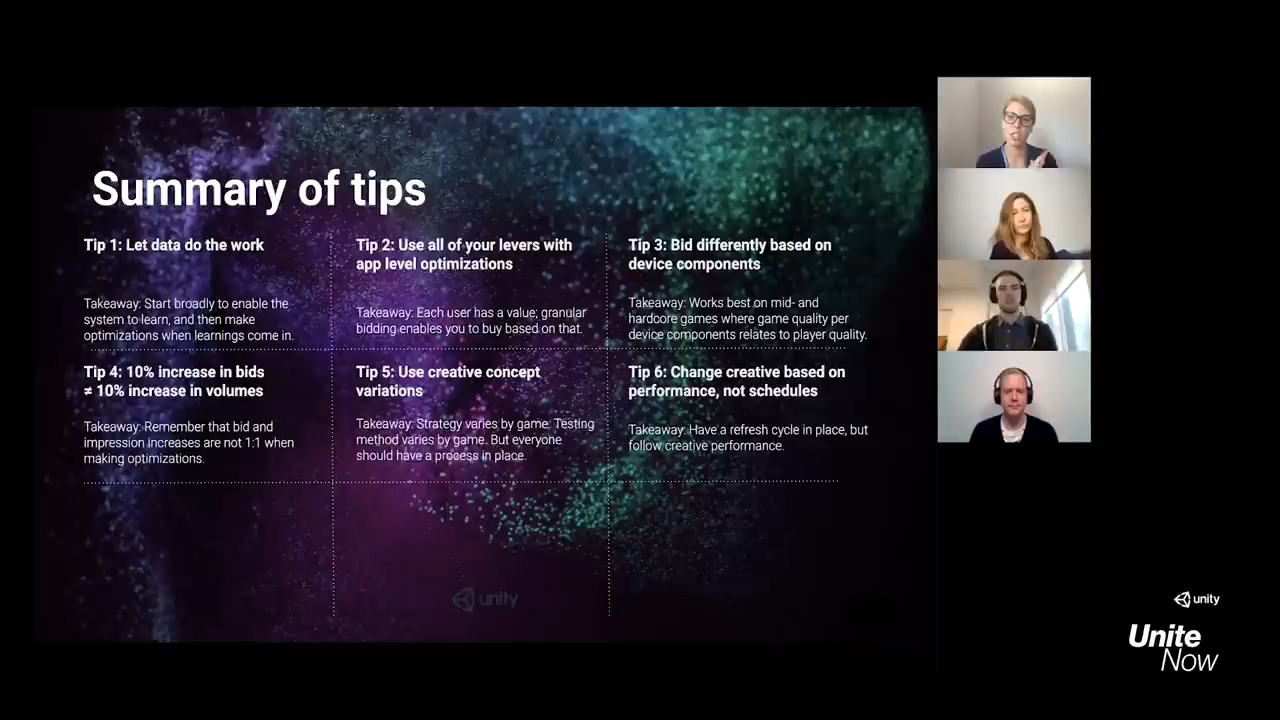 Summary of tips
Tip 1: Let data do the work
Takeaway: Start broadly to enable the
system to learn, and then make
optimizations when learnings come in.
Tip 2: Use all of your levers with
app level optimizations
Takeaway: Each user has a value; granular
bidding enables you to buy based on that.
Tip 3: Bid differently based on
device components
Takeaway: Works best on mid- and
hardcore games where game quality per
device components relates to player quality.
Tip 4: 10% increase in bids
≠ 10% increase in volumes
Takeaway: Remember that bid and
impression increases are not 1:1 when
making optimizations.
Tip 5: Use creative concept
variations
Takeaway: Strategy varies by game. Testing
method varies by game. But everyone
should have a process in place.
Tip 6: Change creative based on
performance, not schedules
Takeaway: Have a refresh cycle in place, but
follow creative performance.
unity
unity
Unite
Now